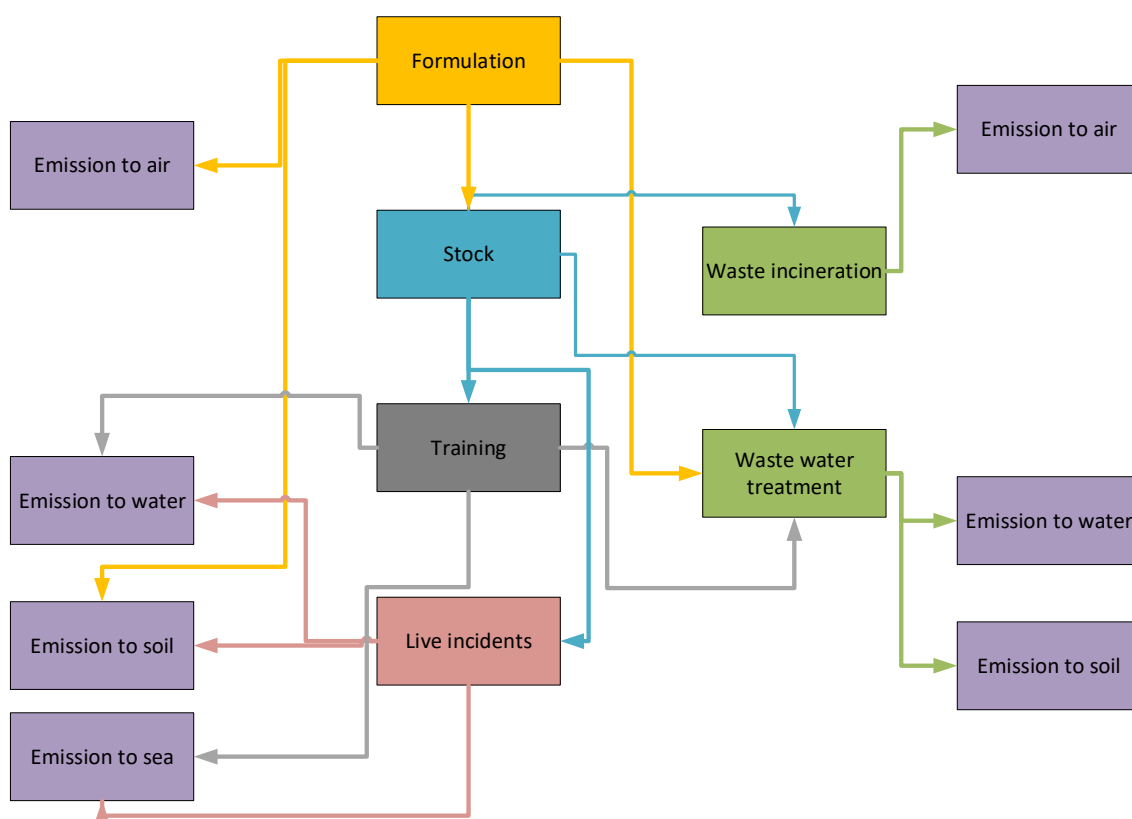 Formulation
Emission to air
Emission to air
Stock
Waste incineration
Training
Waste water
treatment
Emission to water
Emission to water
Emission to soil
Live incidents
Emission to soil
Emission to sea